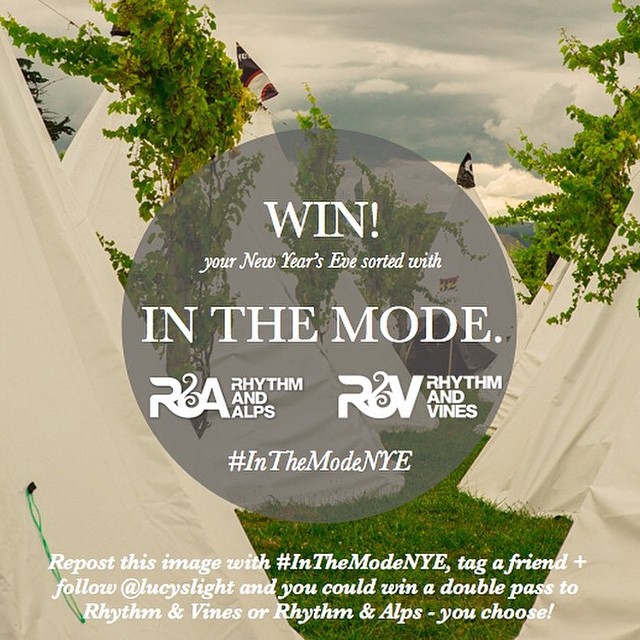 WIN!
your New Year's Eve sorted with
IN THE MODE.
R&A RHYTHM AND ALPS
R&V RHYTHM AND VINES
#InTheModeNYE
Repost this image with #InTheModeNYE, tag a friend +
follow @lucyslight and you could win a double pass to
Rhythm & Vines or Rhythm & Alps - you choose!